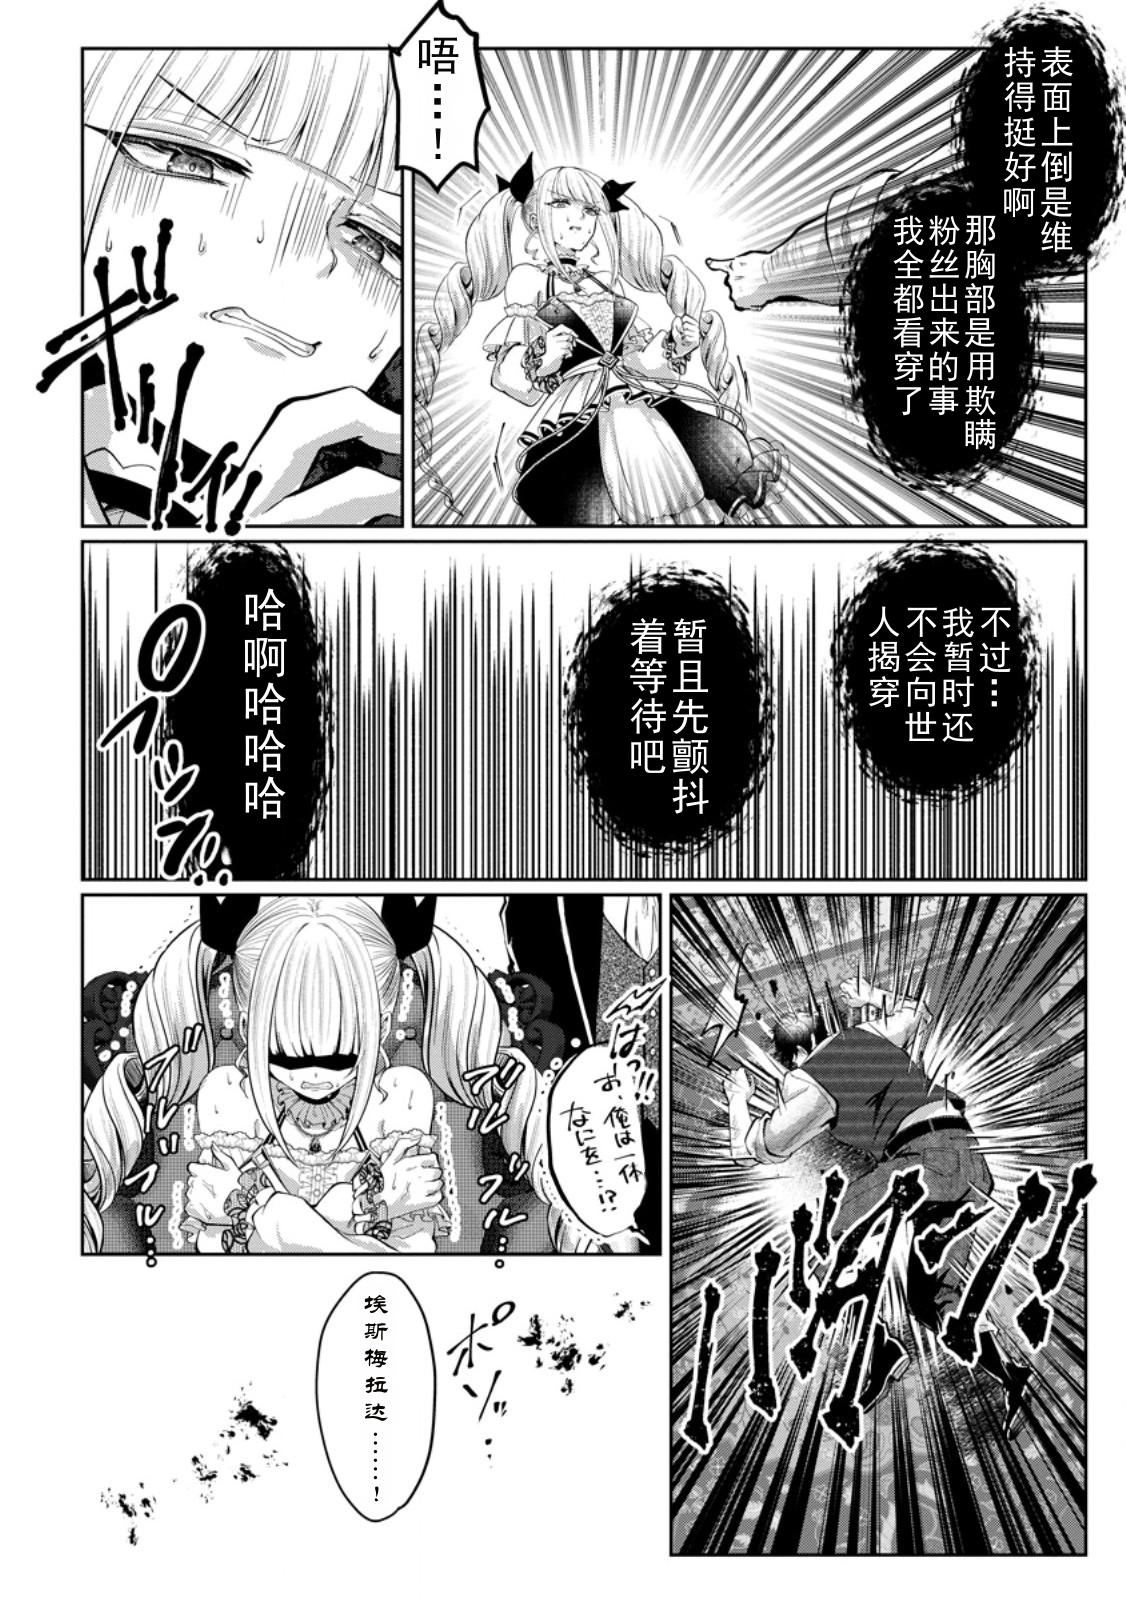 表面上倒是维
持得挺好啊
那胸部是用欺瞒
粉丝出来的事
我全都看穿了
唔…！
ギリッ
不过…
我暂时还
不会向世
人揭穿
暂且先颤抖
着等待吧
哈啊哈哈哈
バターン
はっ!!
お、俺は一体
なにを…!?
ブル
ブル
ブル
ブル
ポソ…
埃斯梅拉达……！